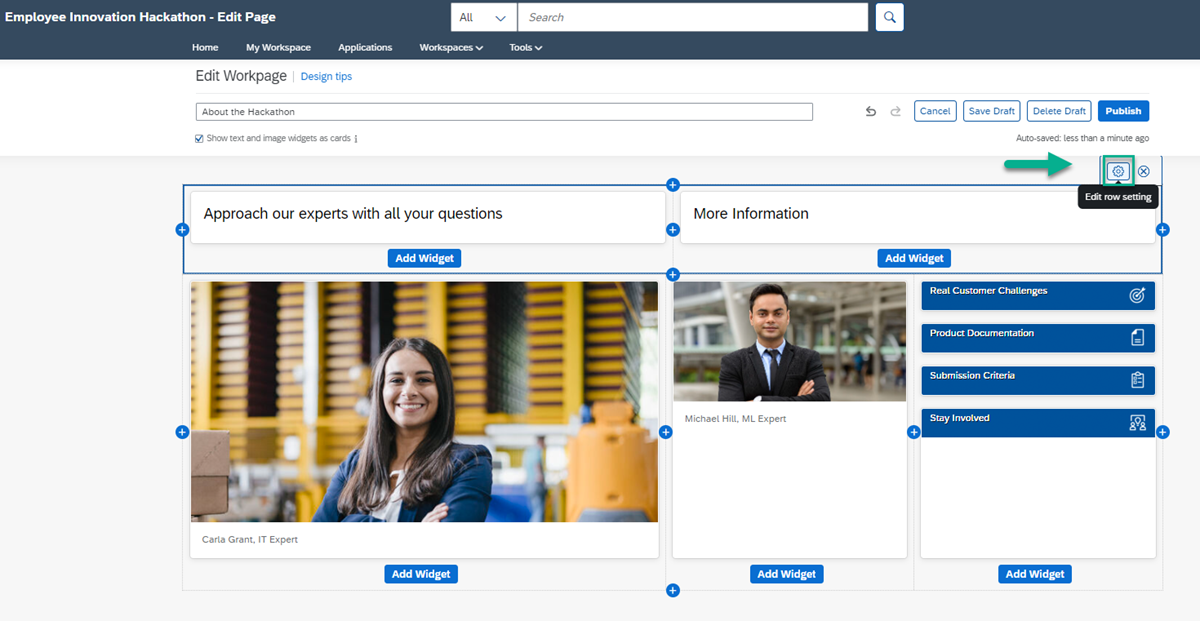 Employee Innovation Hackathon - Edit Page
All
Search
Home My Workspace Applications Workspaces Tools
Edit Workpage Design tips
About the Hackathon
Cancel Save Draft Delete Draft Publish
Show text and image widgets as cards
Auto-saved: less than a minute ago
Edit row setting
Approach our experts with all your questions
More Information
Add Widget
Add Widget
Real Customer Challenges
Product Documentation
Submission Criteria
Stay Involved
Michael Hill, ML Expert
Carla Grant, IT Expert
Add Widget
Add Widget
Add Widget